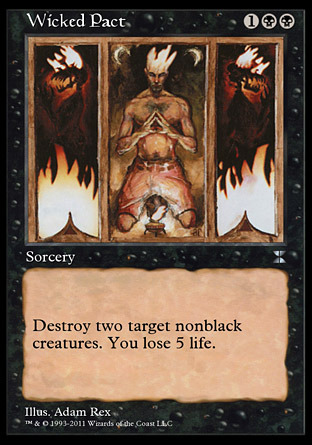 Wicked Pact 1
Sorcery
Destroy two target nonblack
creatures. You lose 5 life.
Illus. Adam Rex
™ & © 1993-2011 Wizards of the Coast LLC